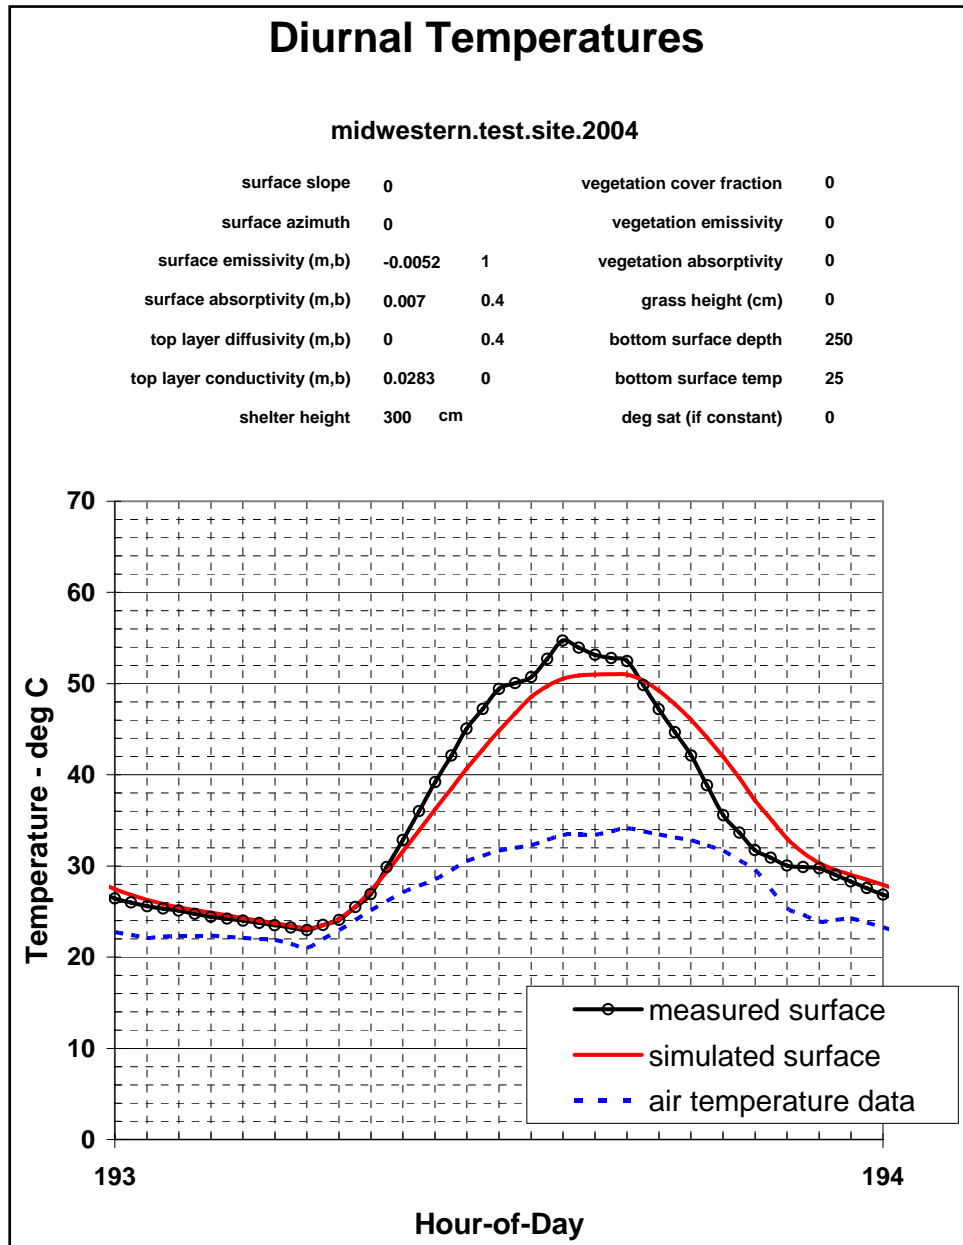 Diurnal Temperatures
midwestern.test.site.2004
surface slope 0 vegetation cover fraction 0
surface azimuth 0 vegetation emissivity 0
surface emissivity (m,b) -0.0052 1 vegetation absorptivity 0
surface absorptivity (m,b) 0.007 0.4 grass height (cm) 0
top layer diffusivity (m,b) 0 0.4 bottom surface depth 250
top layer conductivity (m,b) 0.0283 0 bottom surface temp 25
shelter height 300 cm deg sat (if constant) 0
Temperature - deg C
70
60
50
40
30
20
10
0
measured surface
simulated surface
air temperature data
193 194
Hour-of-Day